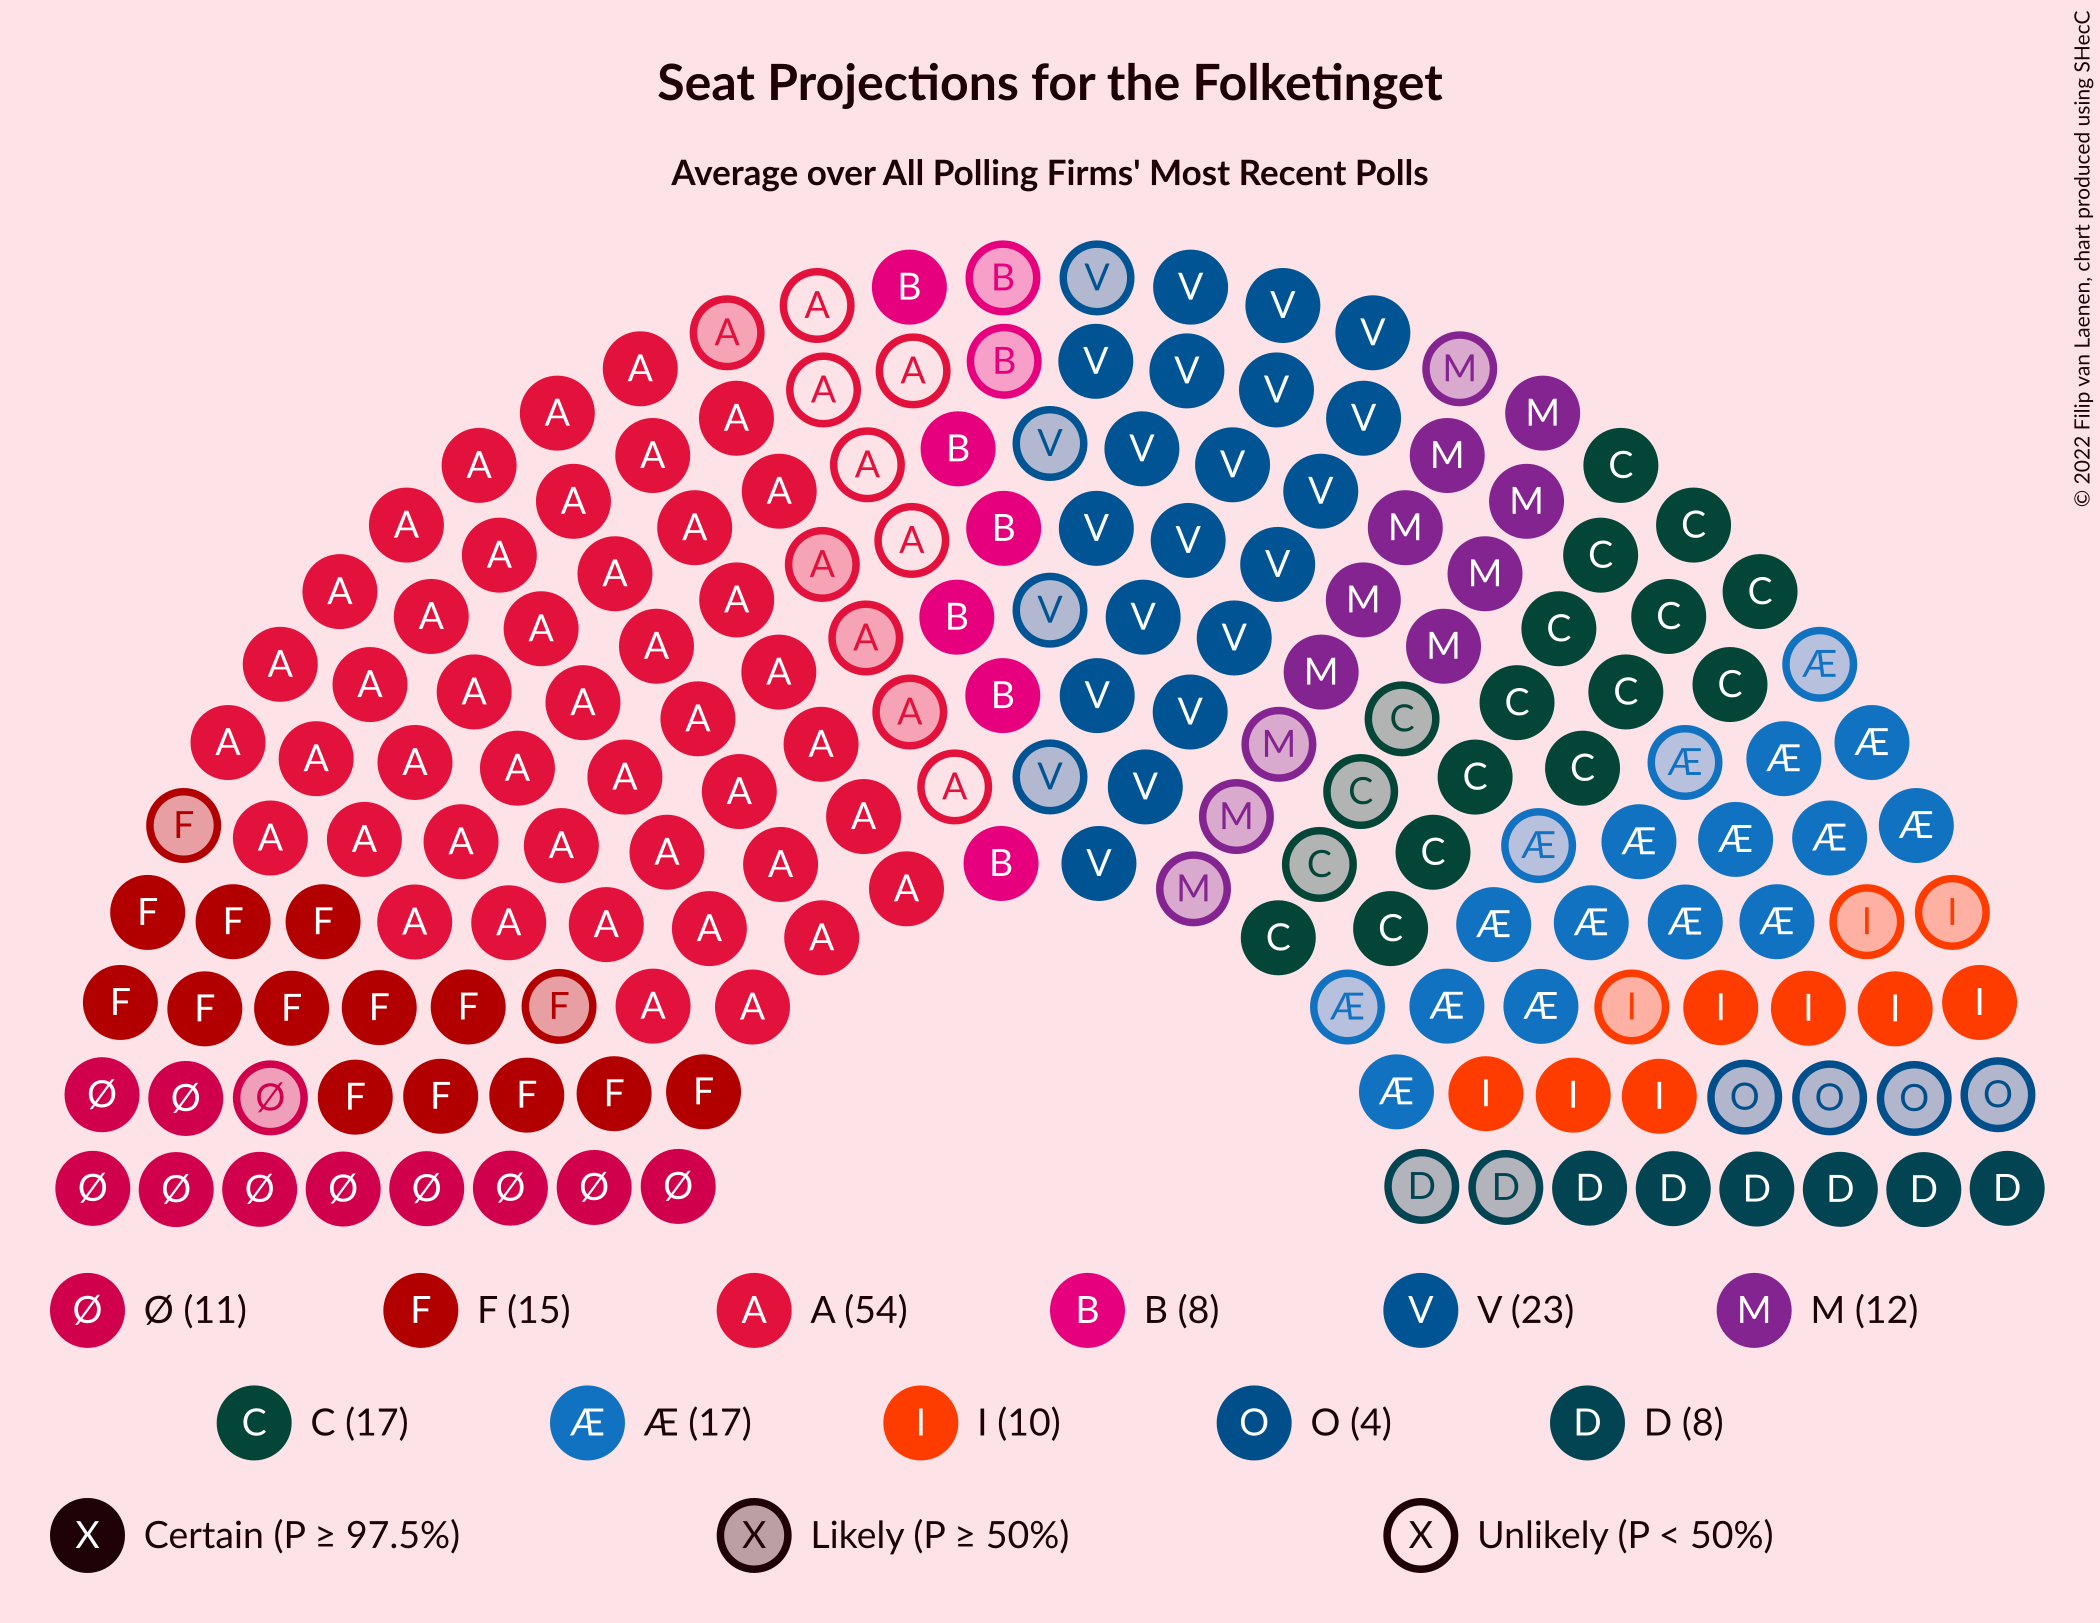 Seat Projections for the Folketinget
Average over All Polling Firms' Most Recent Polls
© 2022 Filip van Laenen, chart produced using SHecC
B B V V
A A V V
A B V V V V M
A A A V M
A A A B V V V V M C
A A A A M M C
A A A A B V V V M C C
A A A A B V V V M M C C
A A A A B V V M M C C C
A A A A A A B V V M C C C Æ
A A A A A A V V M C C C Æ Æ Æ
F A A A A A A A B V M C C Æ Æ Æ Æ Æ
F F F A A A A A A C C Æ Æ Æ Æ I I
F F F F F F A A Æ Æ Æ I I I I I
Ø Ø Ø F F F F F Æ I I I O O O O
Ø Ø Ø Ø Ø Ø Ø Ø D D D D D D D D
Ø Ø (11) F F (15) A A (54) B B (8) V V (23) M M (12)
C C (17) Æ Æ (17) I I (10) O O (4) D D (8)
X Certain (P ≥ 97.5%) X Likely (P ≥ 50%) X Unlikely (P < 50%)